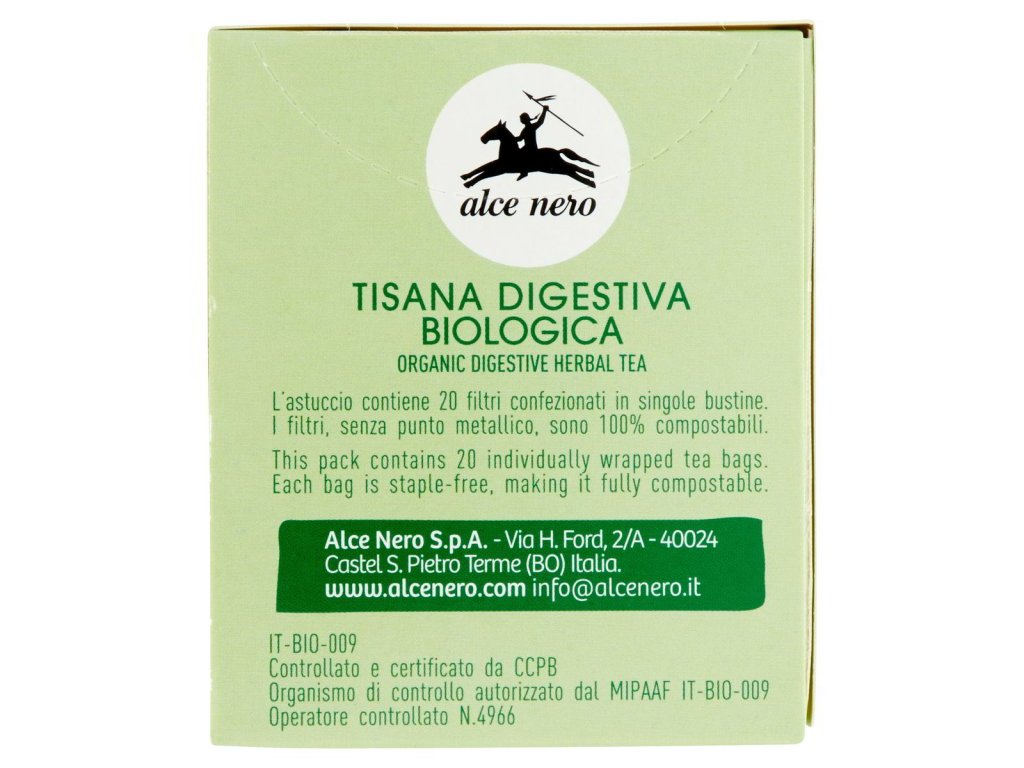 alce nero
TISANA DIGESTIVA
BIOLOGICA
ORGANIC DIGESTIVE HERBAL TEA
L'astuccio contiene 20 filtri confezionati in singole bustine.
I filtri, senza punto metallico, sono 100% compostabili.
This pack contains 20 individually wrapped tea bags.
Each bag is staple-free, making it fully compostable.
Alce Nero S.p.A. - Via H. Ford, 2/A - 40024
Castel S. Pietro Terme (BO) Italia.
www.alcenero.com info@alcenero.it
IT-BIO-009
Controllato e certificato da CCPB
Organismo di controllo autorizzato dal MIPAAF IT-BIO-009
Operatore controllato N.4966